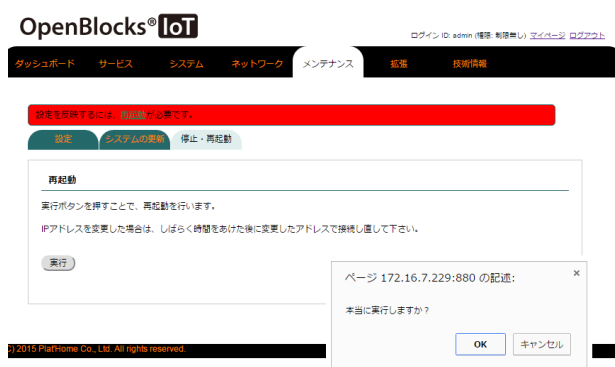 OpenBlocks® IoT
ログイン ID: admin (権限: 制限無し) マイページ ログアウト
ダッシュボード サービス システム ネットワーク メンテナンス 拡張 技術情報
設定を反映するには、再起動が必要です。
設定 システムの更新 停止・再起動
再起動
実行ボタンを押すことで、再起動を行います。
IPアドレスを変更した場合は、しばらく時間をあけた後に変更したアドレスで接続し直して下さい。
実行
ページ 172.16.7.229:880 の記述:
×
本当に実行しますか？
OK キャンセル
) 2015 Plat'Home Co., Ltd. All rights reserved.